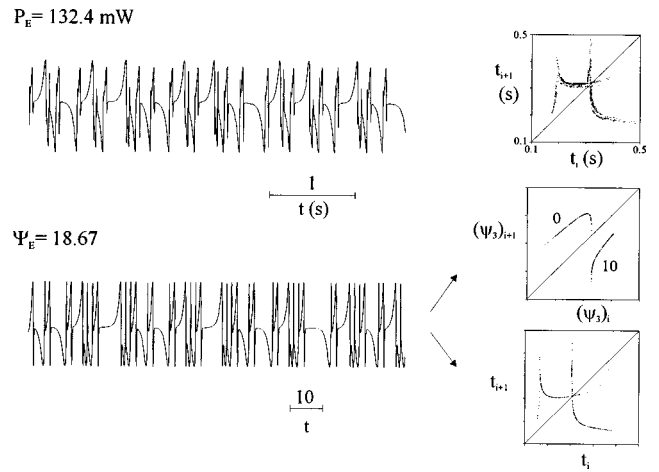 P_E = 132.4 mW
0.5
t_{i+1}
(s)
0.1
0.1
t_i (s)
0.5
1
t (s)
Ψ_E = 18.67
(ψ_3)_{i+1}
0
10
(ψ_3)_i
10
t
t_{i+1}
t_i